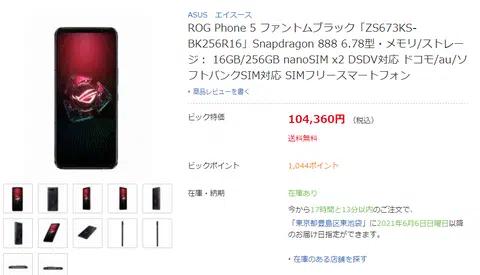 ASUS エイスース
ROG Phone 5 ファントムブラック「ZS673KS-
BK256R16」Snapdragon 888 6.78型・メモリ/ストレー
ジ： 16GB/256GB nanoSIM x2 DSDV対応 ドコモ/au/ソ
フトバンクSIM対応 SIMフリースマートフォン
商品レビューを書く
ビック特価
104,360円 （税込）
送料無料
ビックポイント
1,044ポイント
在庫・納期
在庫あり
今から17時間と13分以内のご注文で、
「東京都豊島区東池袋」に2021年6月6日日曜日以降
のお届け日指定ができます。
在庫のある店舗を探す